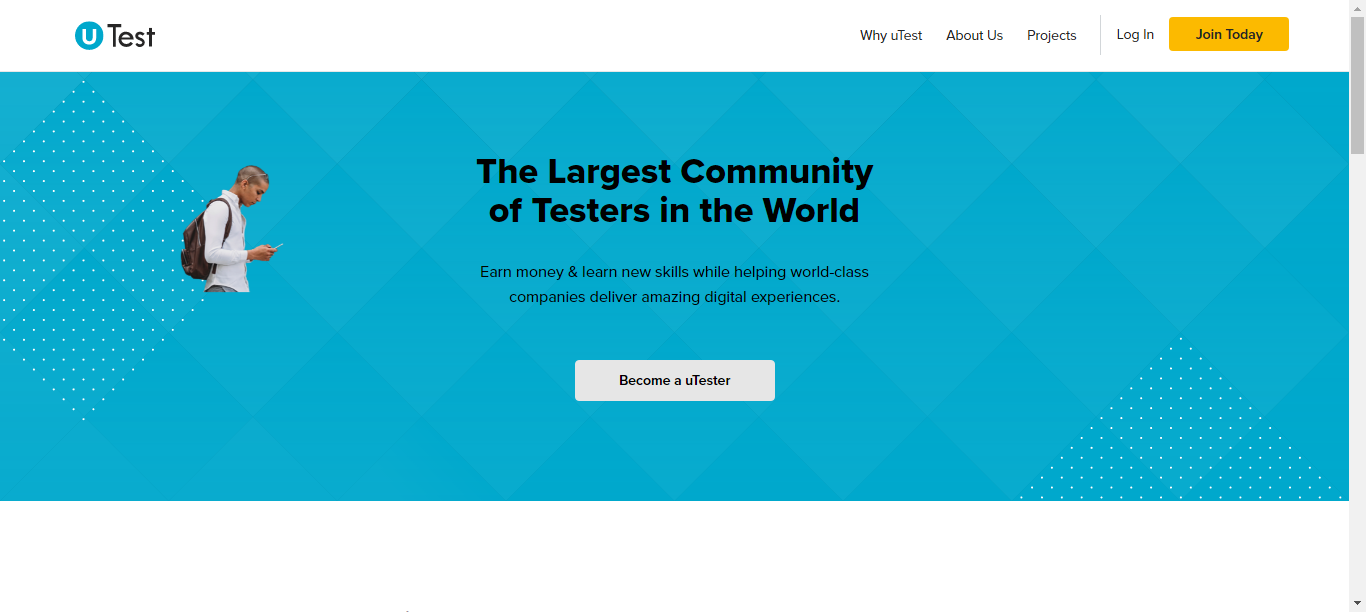 uTest
Why uTest
About Us
Projects
Log In
Join Today
The Largest Community
of Testers in the World
Earn money & learn new skills while helping world-class
companies deliver amazing digital experiences.
Become a uTester